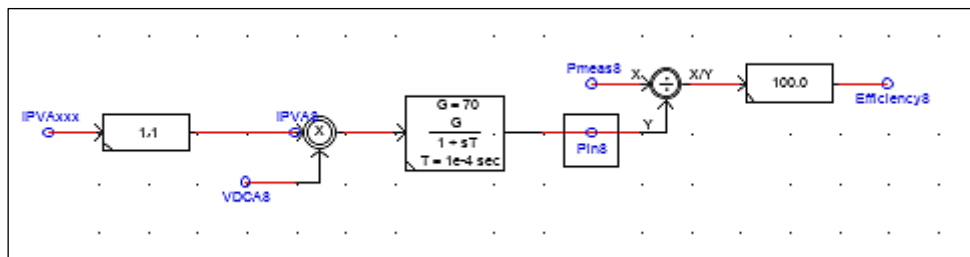 IPVAxxx
1.1
IPVA8
X
VDCA8
G = 70
G
1 + sT
T = 1e-4 sec
Pin8
Pmeas8
X
÷
X/Y
Y
100.0
Efficiency8